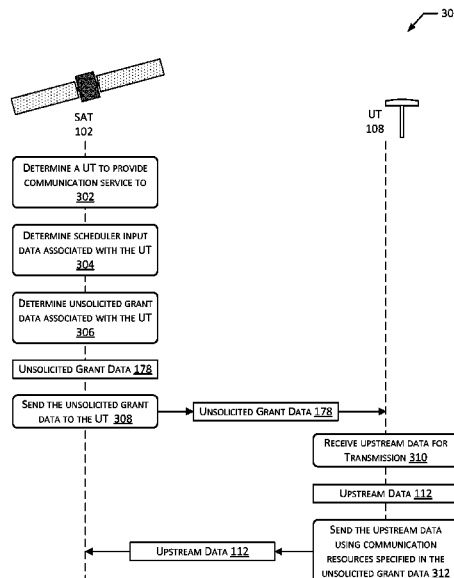 30
SAT
102
UT
108
DETERMINE A UT TO PROVIDE
COMMUNICATION SERVICE TO
302
DETERMINE SCHEDULER INPUT
DATA ASSOCIATED WITH THE UT
304
DETERMINE UNSOLICITED GRANT
DATA ASSOCIATED WITH THE UT
306
UNSOLICITED GRANT DATA 178
SEND THE UNSOLICITED GRANT
DATA TO THE UT 308
UNSOLICITED GRANT DATA 178
RECEIVE UPSTREAM DATA FOR
TRANSMISSION 310
UPSTREAM DATA 112
SEND THE UPSTREAM DATA
USING COMMUNICATION
RESOURCES SPECIFIED IN THE
UNSOLICITED GRANT DATA 312
UPSTREAM DATA 112